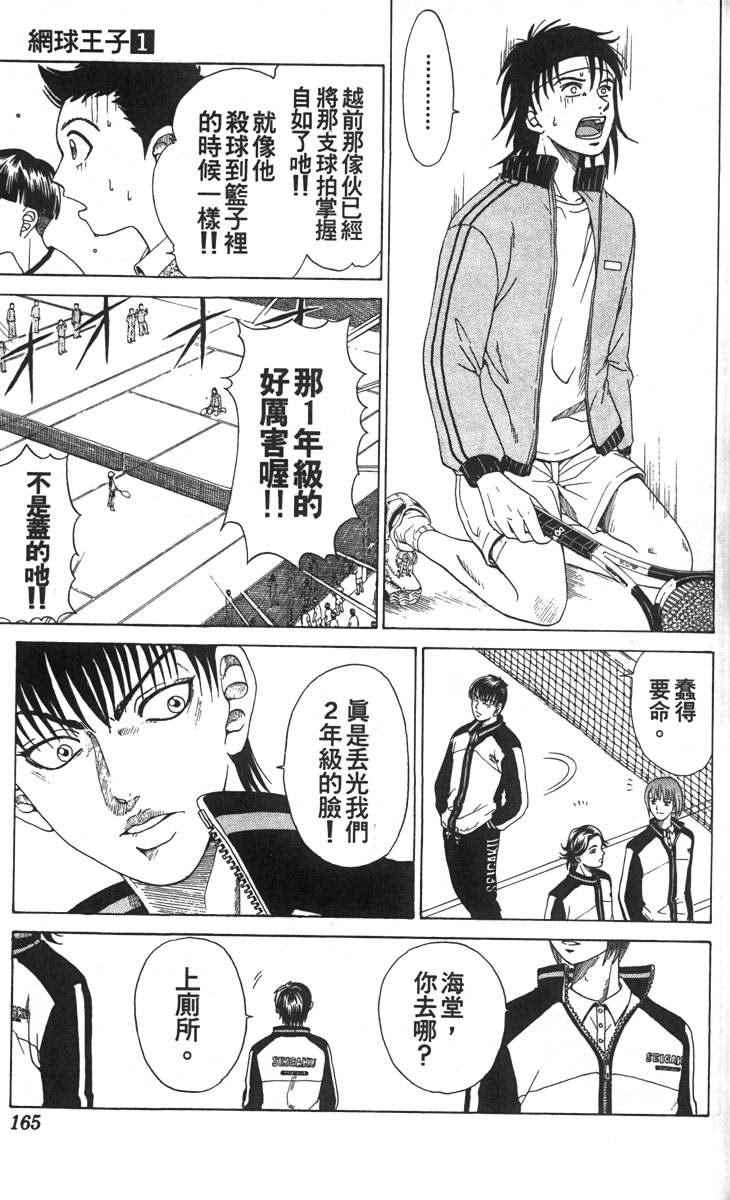 網球王子1
‥‥‥‥
越前那傢伙已經
將那支球拍掌握
自如了吔!!
就像他
殺球到籃子裡
的時候一樣!!
那1年級的
好厲害喔!!
不是蓋的吔!!
蠢得
要命。
SEIGAKU
眞是丟光我們
2年級的臉!
海堂,
你去哪?
SEIGAKU
上廁所。
SEIGAKU
165